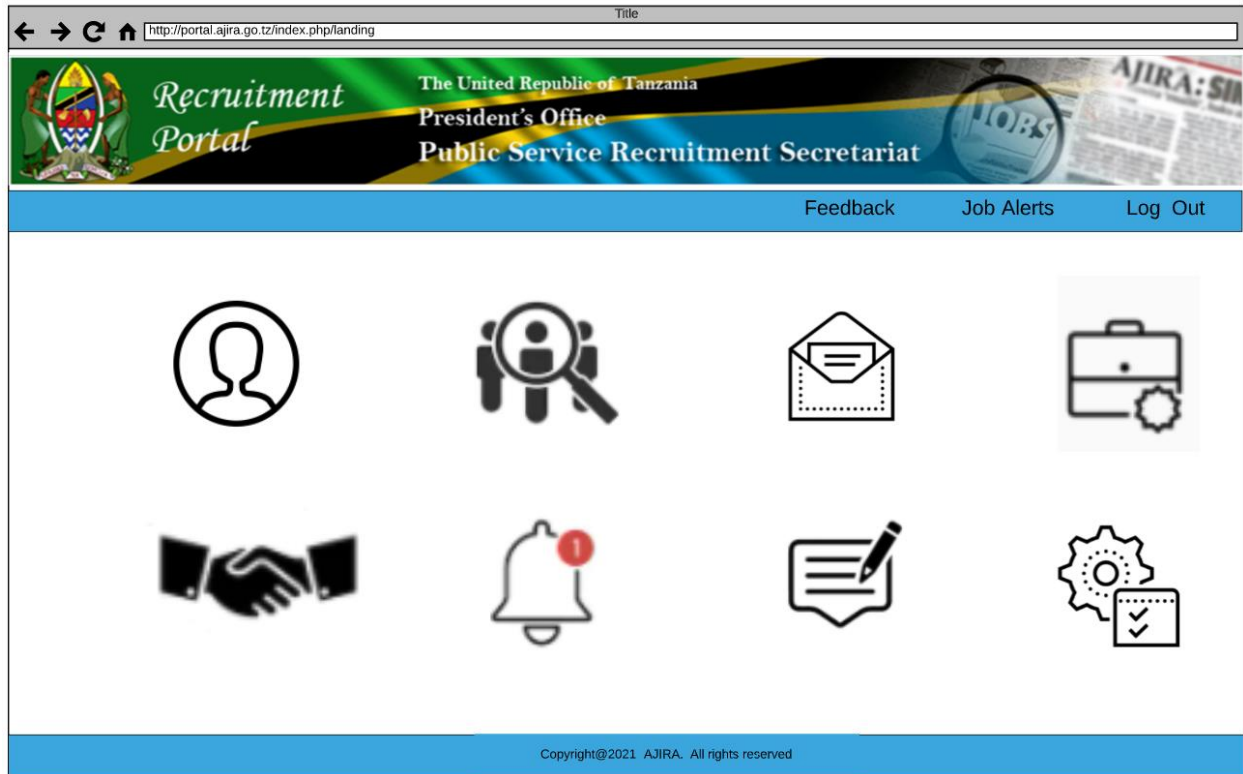 Title
http://portal.ajira.go.tz/index.php/landing
Recruitment
Portal
The United Republic of Tanzania
President's Office
Public Service Recruitment Secretariat
JOBS
AJIRA: SIM
Feedback Job Alerts Log Out
1
Copyright@2021 AJIRA. All rights reserved